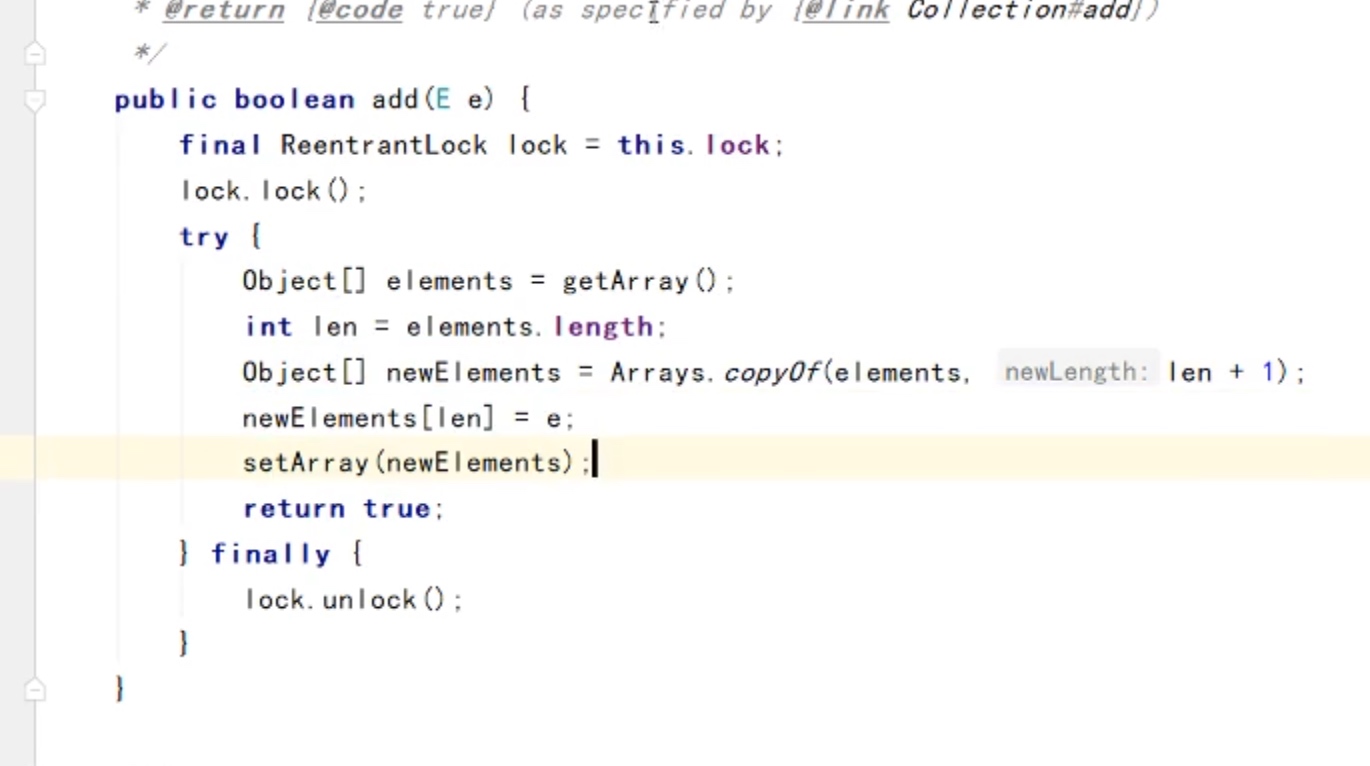 * @return {@code true} (as specified by {@link Collection#add})
*/
public boolean add(E e) {
final ReentrantLock lock = this.lock;
lock.lock();
try {
Object[] elements = getArray();
int len = elements.length;
Object[] newElements = Arrays.copyOf(elements, newLength: len + 1);
newElements[len] = e;
setArray(newElements);
return true;
} finally {
lock.unlock();
}
}